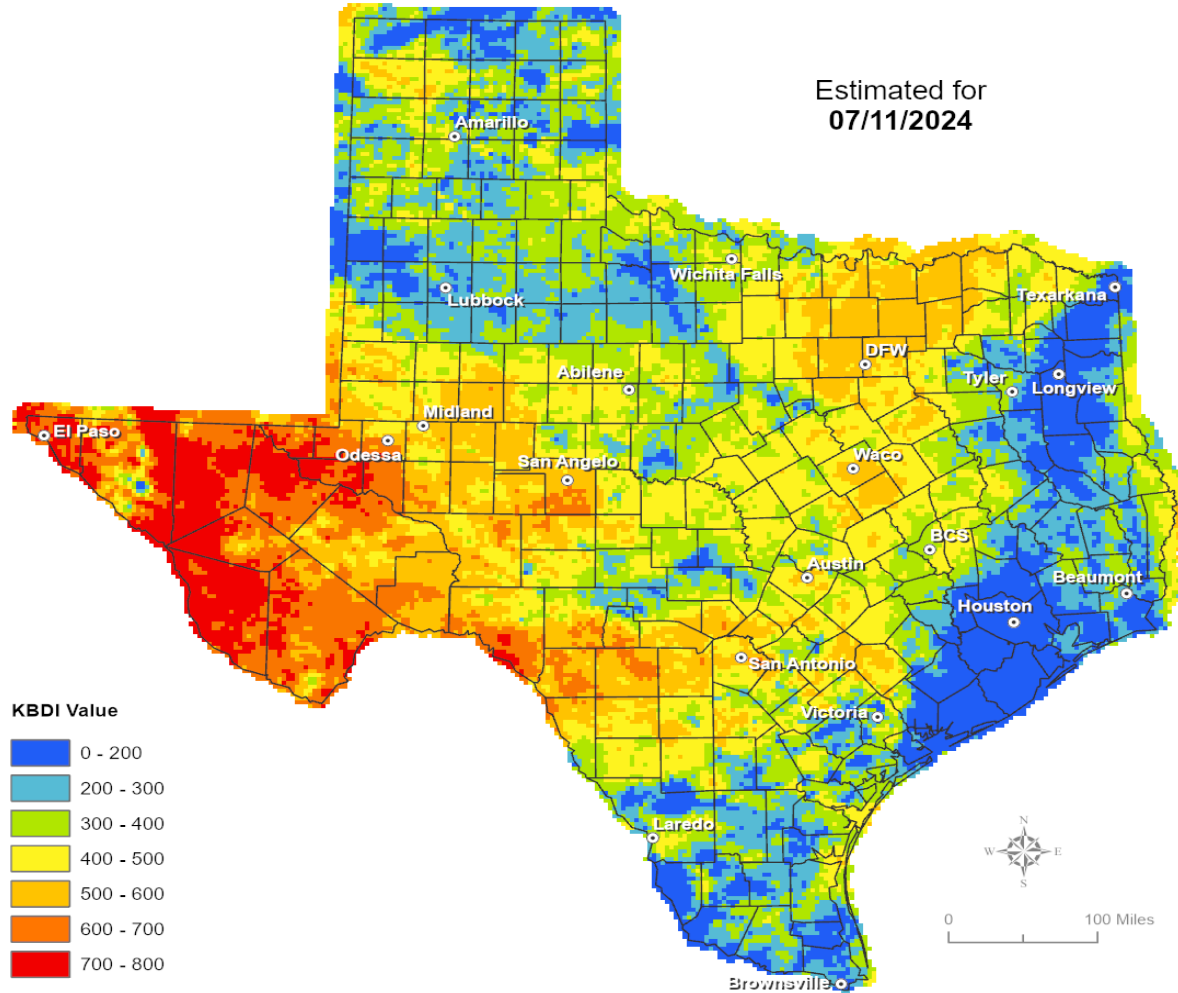 Estimated for
07/11/2024
Amarillo
Wichita Falls
Lubbock
Texarkana
DFW
Abilene
Tyler
Longview
Midland
El Paso
Odessa
San Angelo
Waco
BCS
Austin
Beaumont
Houston
San Antonio
Victoria
KBDI Value
0 - 200
200 - 300
300 - 400
400 - 500
500 - 600
600 - 700
700 - 800
Laredo
Brownsville
N
W E
S
0 100 Miles